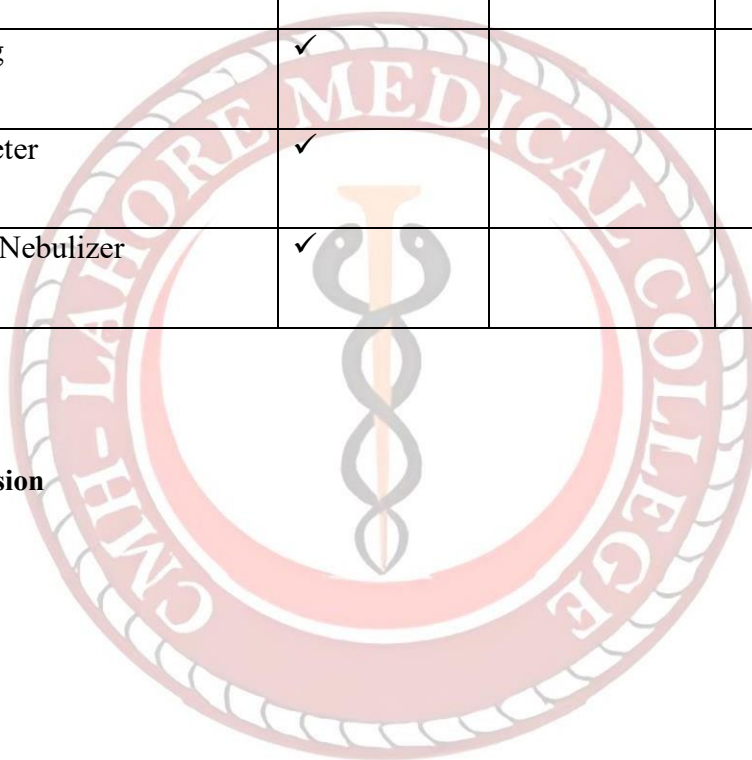 g ✓
eter ✓
Nebulizer ✓
sion
CMH - LAHORE MEDICAL COLLEGE